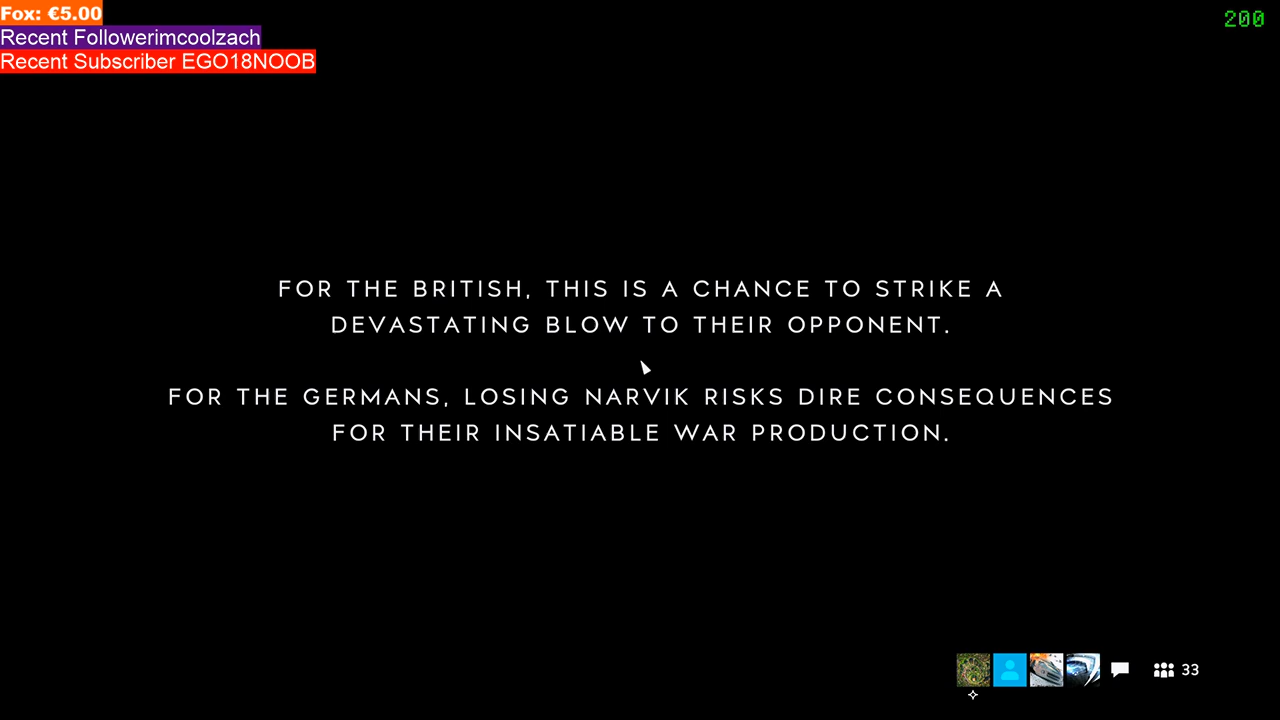 Fox: €5.00
Recent Followerimcoolzach
Recent Subscriber EGO18NOOB
200
FOR THE BRITISH, THIS IS A CHANCE TO STRIKE A
DEVASTATING BLOW TO THEIR OPPONENT.
FOR THE GERMANS, LOSING NARVIK RISKS DIRE CONSEQUENCES
FOR THEIR INSATIABLE WAR PRODUCTION.
33